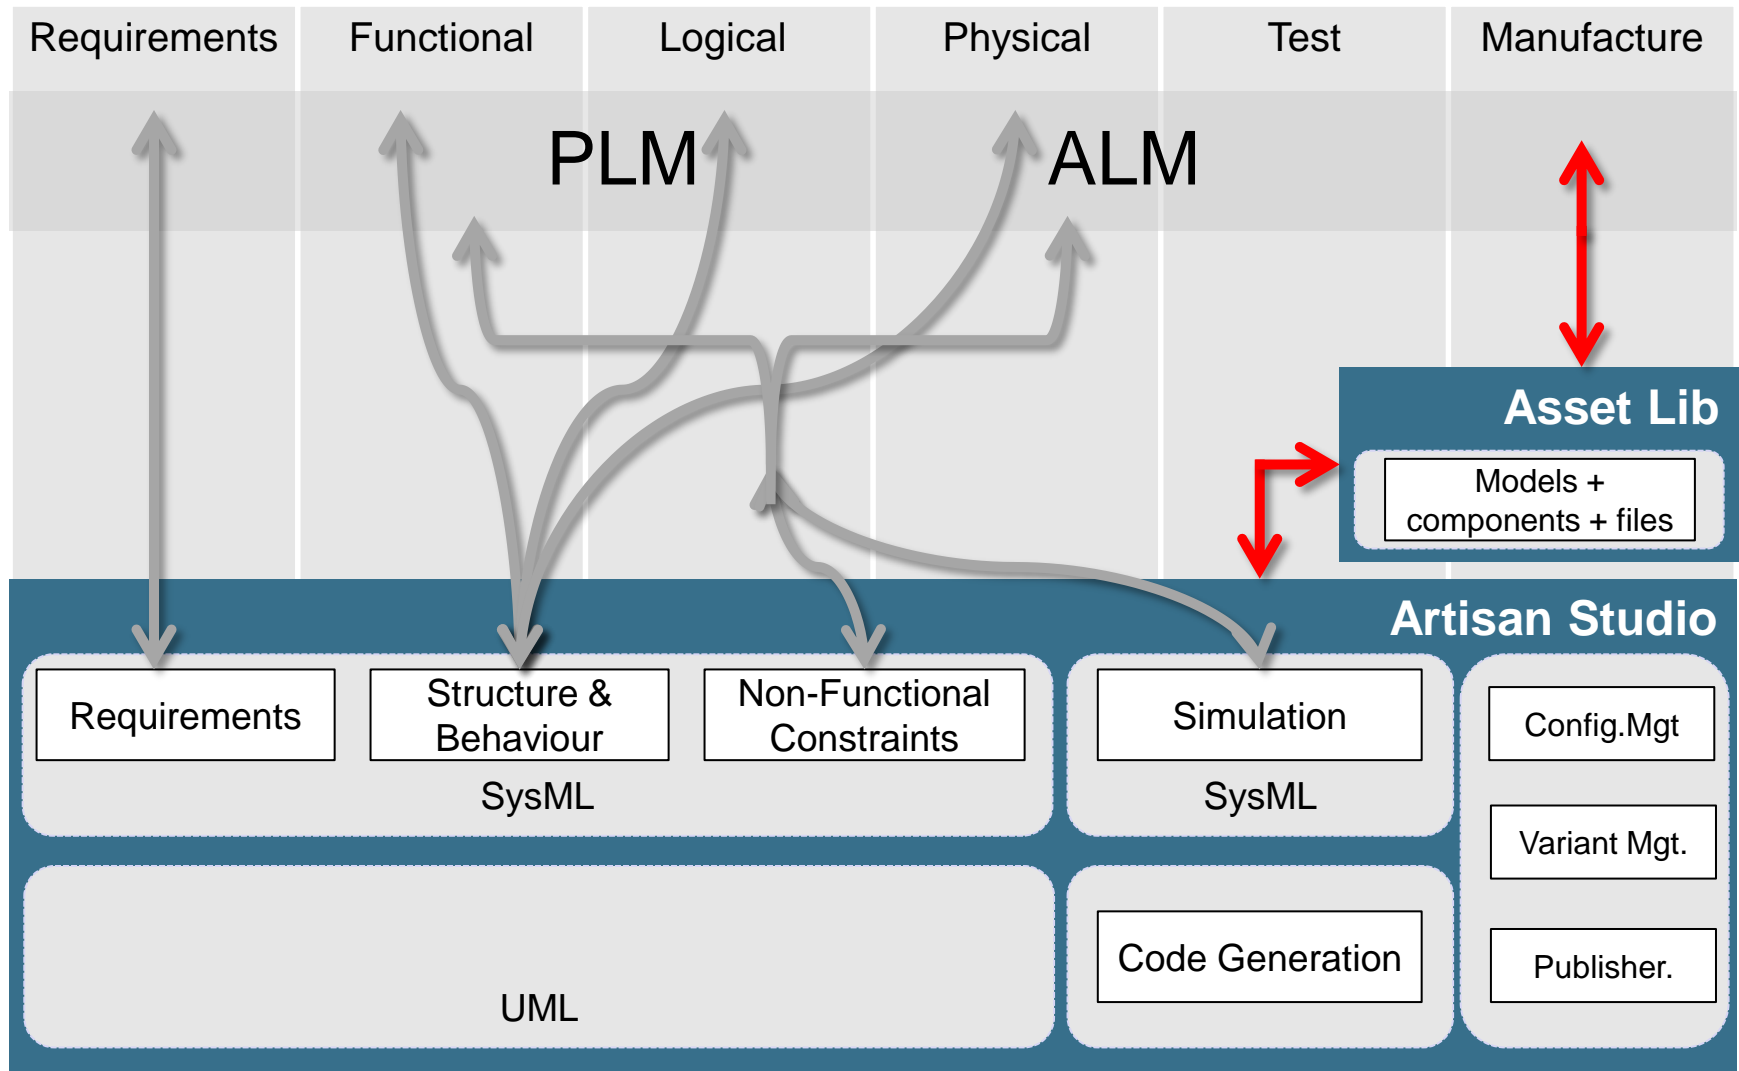 Requirements
Functional
Logical
Physical
Test
Manufacture
PLM
ALM
Asset Lib
Models +
components + files
Artisan Studio
Requirements
Structure &
Behaviour
Non-Functional
Constraints
SysML
Simulation
SysML
Config.Mgt
Variant Mgt.
Publisher.
UML
Code Generation